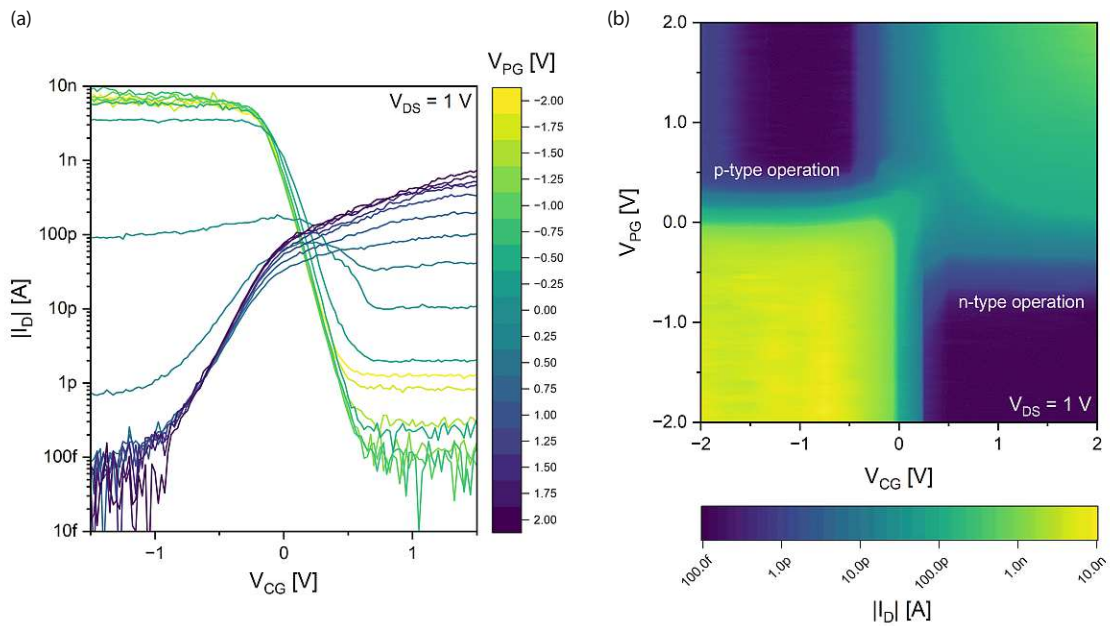 (a)
V_PG [V]
V_DS = 1 V
10n
1n
100p
10p
1p
100f
10f
|I_D| [A]
−1
0
1
V_CG [V]
−2.00
−1.75
−1.50
−1.25
−1.00
−0.75
−0.50
−0.25
0.00
0.25
0.50
0.75
1.00
1.25
1.50
1.75
2.00
(b)
2.0
1.0
0.0
−1.0
−2.0
V_PG [V]
p-type operation
n-type operation
V_DS = 1 V
−2
−1
0
1
2
V_CG [V]
100.0f
1.0p
10.0p
100.0p
1.0n
10.0n
|I_D| [A]